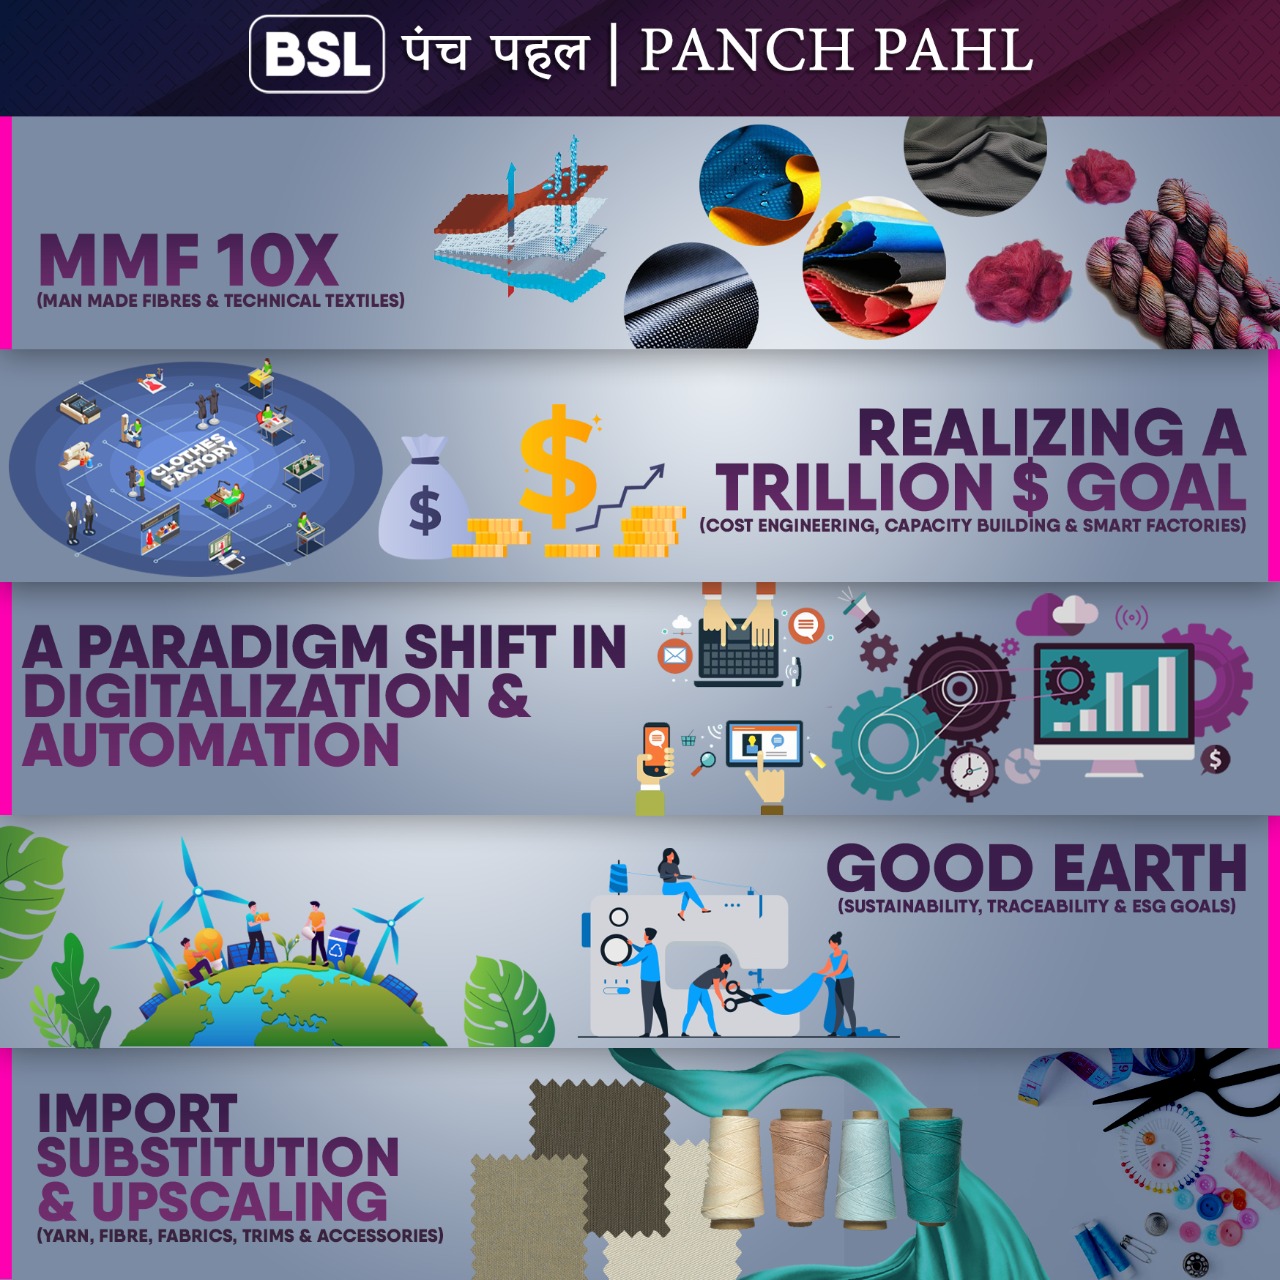 BSL पंच पहल | PANCH PAHL
MMF 10X
(MAN MADE FIBRES & TECHNICAL TEXTILES)
CLOTHES
FACTORY
$
$
REALIZING A
TRILLION $ GOAL
(COST ENGINEERING, CAPACITY BUILDING & SMART FACTORIES)
A PARADIGM SHIFT IN
DIGITALIZATION &
AUTOMATION
$
GOOD EARTH
(SUSTAINABILITY, TRACEABILITY & ESG GOALS)
IMPORT
SUBSTITUTION
& UPSCALING
(YARN, FIBRE, FABRICS, TRIMS & ACCESSORIES)